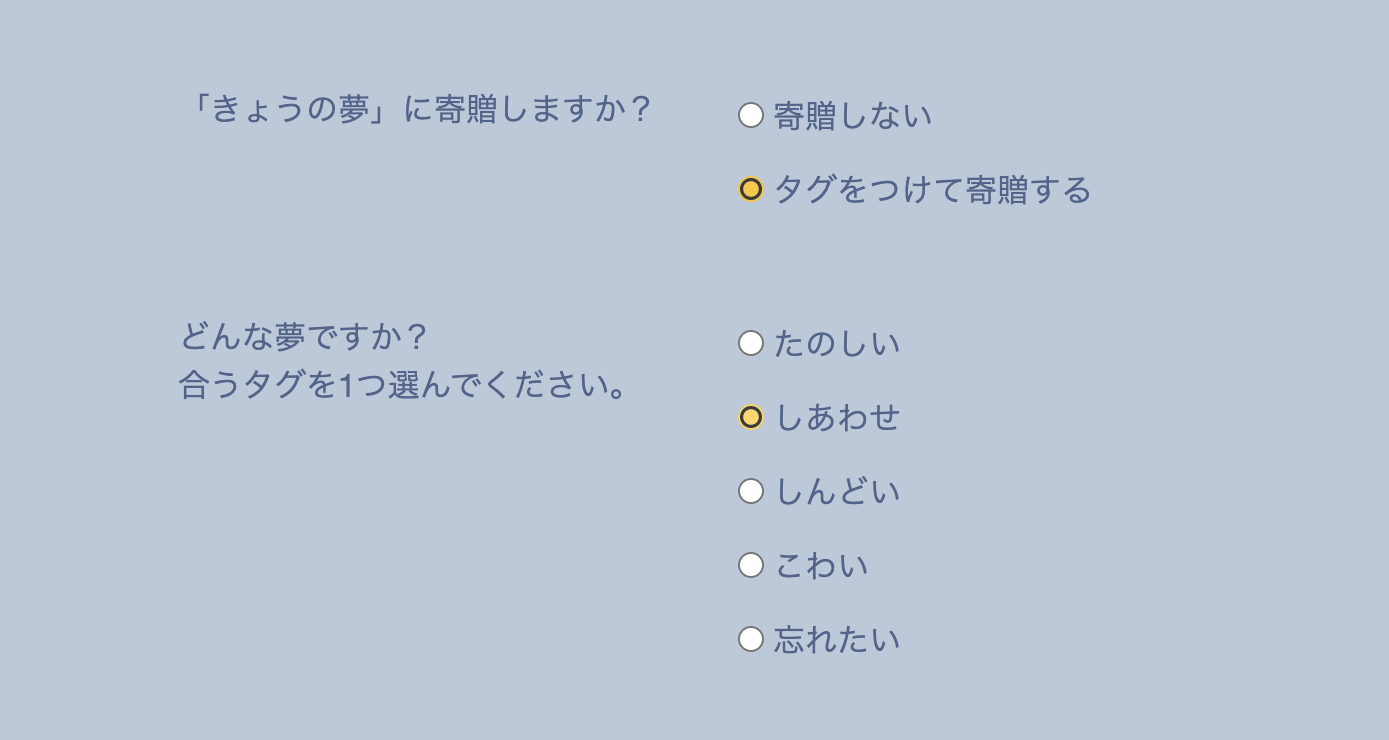 「きょうの夢」に寄贈しますか？
寄贈しない
タグをつけて寄贈する
どんな夢ですか？
合うタグを1つ選んでください。
たのしい
しあわせ
しんどい
こわい
忘れたい